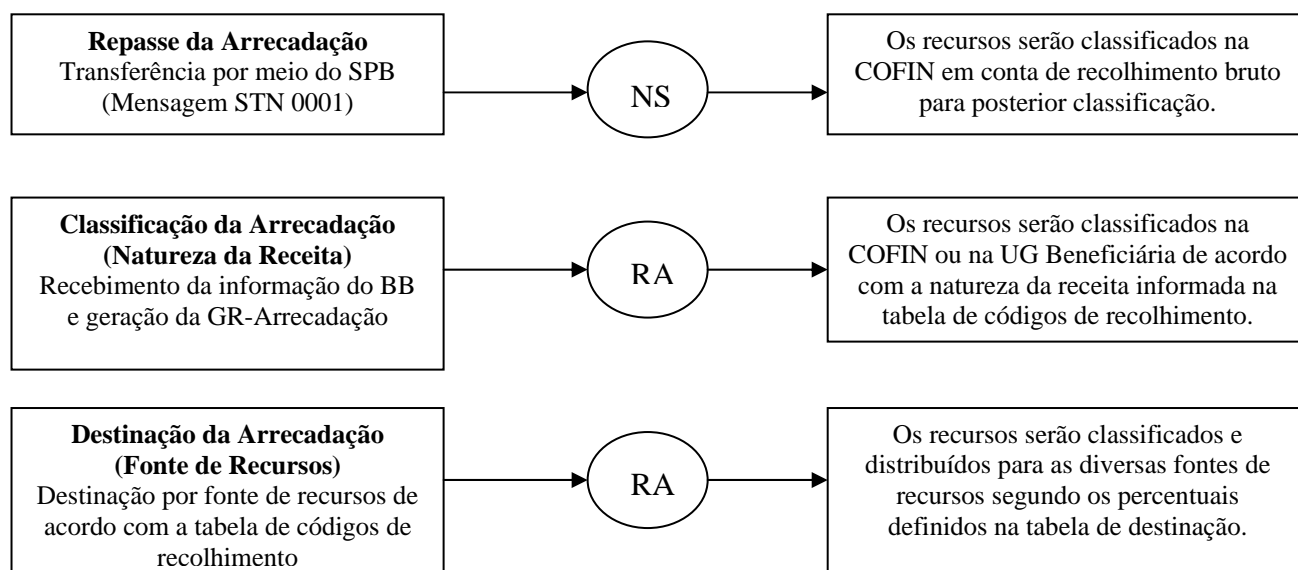 Repasse da Arrecadação
Transferência por meio do SPB
(Mensagem STN 0001)
NS
Os recursos serão classificados na
COFIN em conta de recolhimento bruto
para posterior classificação.
Classificação da Arrecadação
(Natureza da Receita)
Recebimento da informação do BB
e geração da GR-Arrecadação
RA
Os recursos serão classificados na
COFIN ou na UG Beneficiária de acordo
com a natureza da receita informada na
tabela de códigos de recolhimento.
Destinação da Arrecadação
(Fonte de Recursos)
Destinação por fonte de recursos de
acordo com a tabela de códigos de
recolhimento
RA
Os recursos serão classificados e
distribuídos para as diversas fontes de
recursos segundo os percentuais
definidos na tabela de destinação.